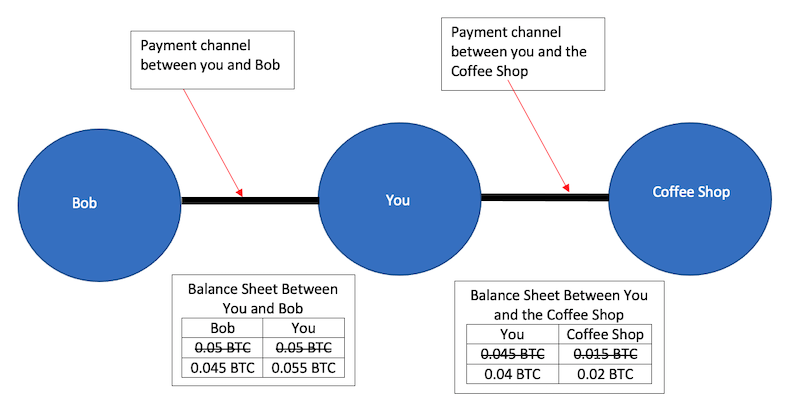 Payment channel
between you and Bob
Payment channel
between you and the
Coffee Shop
Bob
You
Coffee Shop
Balance Sheet Between
You and Bob
Bob You
0.05 BTC 0.05 BTC
0.045 BTC 0.055 BTC
Balance Sheet Between You
and the Coffee Shop
You Coffee Shop
0.045 BTC 0.015 BTC
0.04 BTC 0.02 BTC